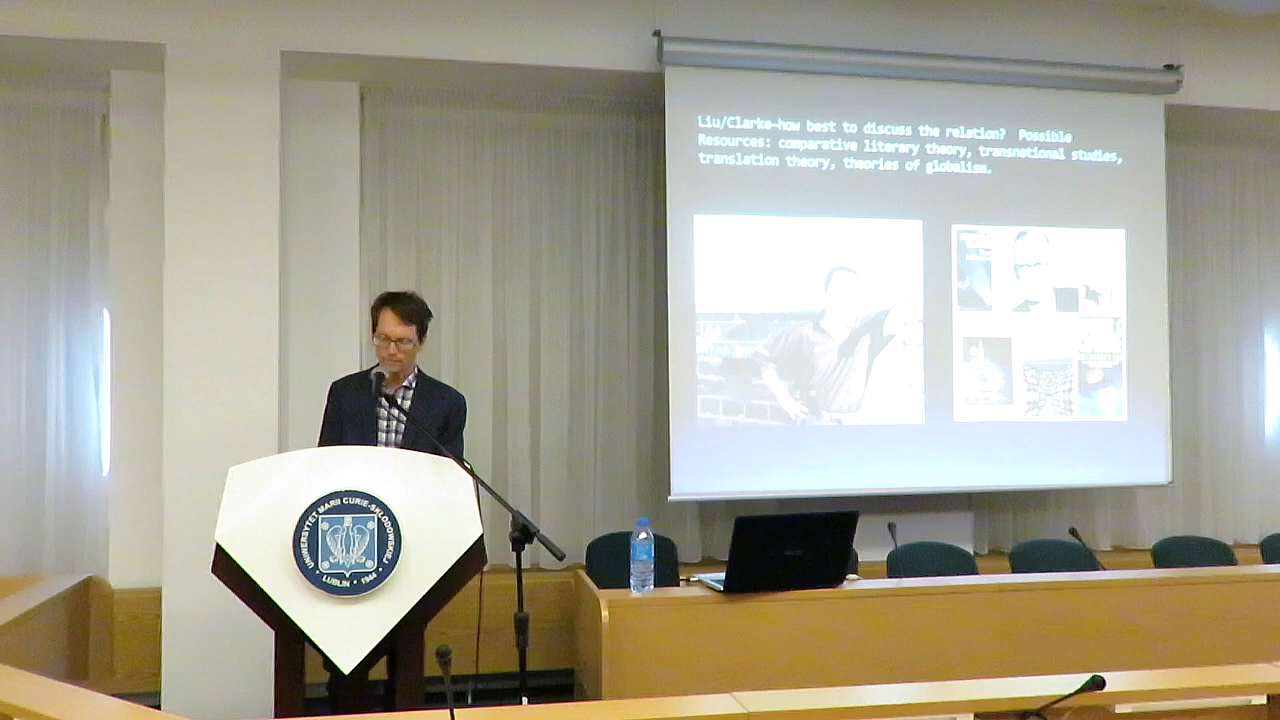 Liu/Clarke—how best to discuss the relation? Possible
Resources: comparative literary theory, transnational studies,
translation theory, theories of globalism.
UNIWERSYTET MARII CURIE-SKŁODOWSKIEJ
LUBLIN • 1944